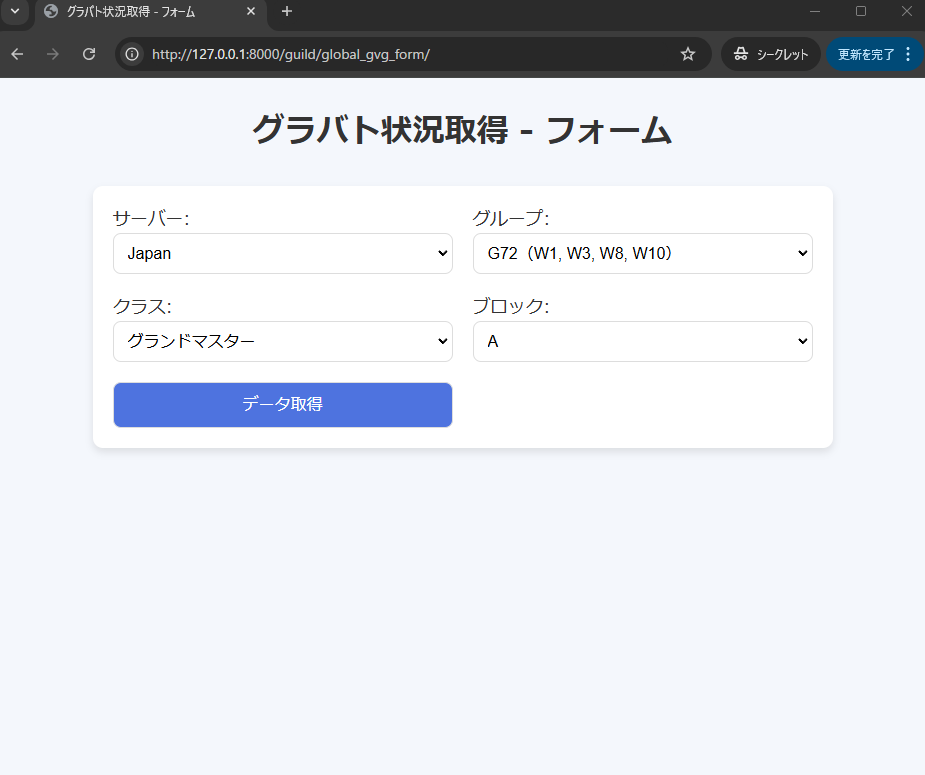 グラバト状況取得 - フォーム
http://127.0.0.1:8000/guild/global_gvg_form/
シークレット
更新を完了
グラバト状況取得 - フォーム
サーバー:
グループ:
Japan
G72（W1, W3, W8, W10）
クラス:
ブロック:
グランドマスター
A
データ取得